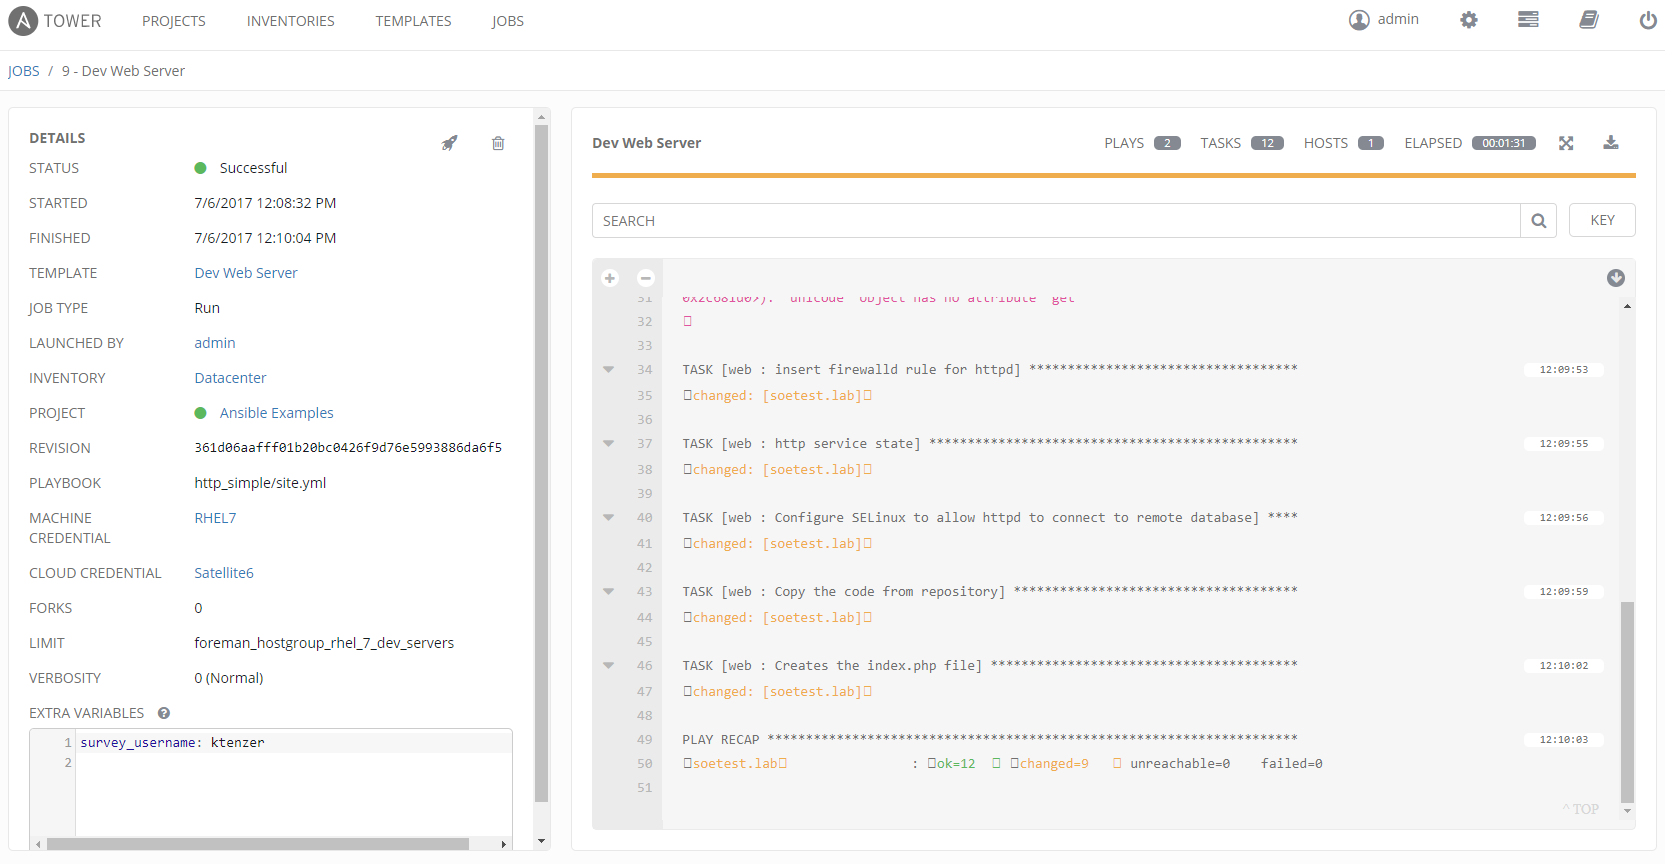 TOWER PROJECTS INVENTORIES TEMPLATES JOBS admin
JOBS / 9 - Dev Web Server
DETAILS
STATUS Successful
STARTED 7/6/2017 12:08:32 PM
FINISHED 7/6/2017 12:10:04 PM
TEMPLATE Dev Web Server
JOB TYPE Run
LAUNCHED BY admin
INVENTORY Datacenter
PROJECT Ansible Examples
REVISION 361d06aafff01b20bc0426f9d76e5993886da6f5
PLAYBOOK http_simple/site.yml
MACHINE CREDENTIAL RHEL7
CLOUD CREDENTIAL Satellite6
FORKS 0
LIMIT foreman_hostgroup_rhel_7_dev_servers
VERBOSITY 0 (Normal)
EXTRA VARIABLES ?
1 survey_username: ktenzer
2
Dev Web Server PLAYS 2 TASKS 12 HOSTS 1 ELAPSED 00:01:31
SEARCH KEY
31 unicode object has no attribute get
32
33
34 TASK [web : insert firewalld rule for httpd] *********************************** 12:09:53
35 changed: [soetest.lab]
36
37 TASK [web : http service state] ************************************************ 12:09:55
38 changed: [soetest.lab]
39
40 TASK [web : Configure SELinux to allow httpd to connect to remote database] **** 12:09:56
41 changed: [soetest.lab]
42
43 TASK [web : Copy the code from repository] ************************************* 12:09:59
44 changed: [soetest.lab]
45
46 TASK [web : Creates the index.php file] **************************************** 12:10:02
47 changed: [soetest.lab]
48
49 PLAY RECAP ********************************************************************* 12:10:03
50 soetest.lab : ok=12 changed=9 unreachable=0 failed=0
51
^ TOP